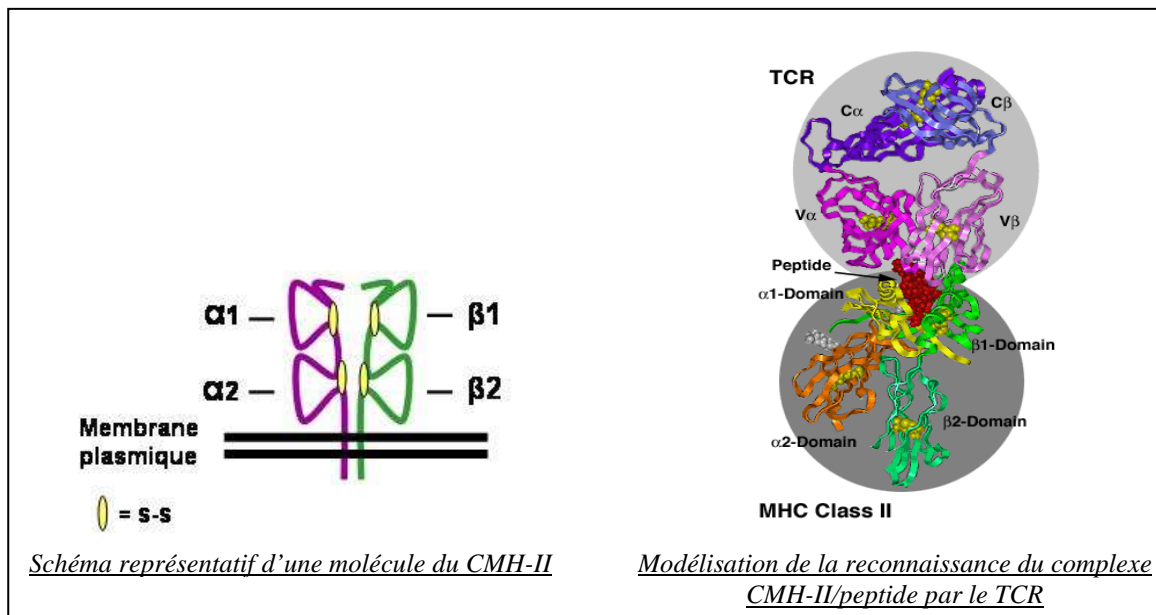 α1
β1
α2
β2
Membrane
plasmique
= s-s
Schéma représentatif d'une molécule du CMH-II
TCR
Cα
Cβ
Vα
Vβ
Peptide
α1-Domain
β1-Domain
β2-Domain
α2-Domain
MHC Class II
Modélisation de la reconnaissance du complexe
CMH-II/peptide par le TCR